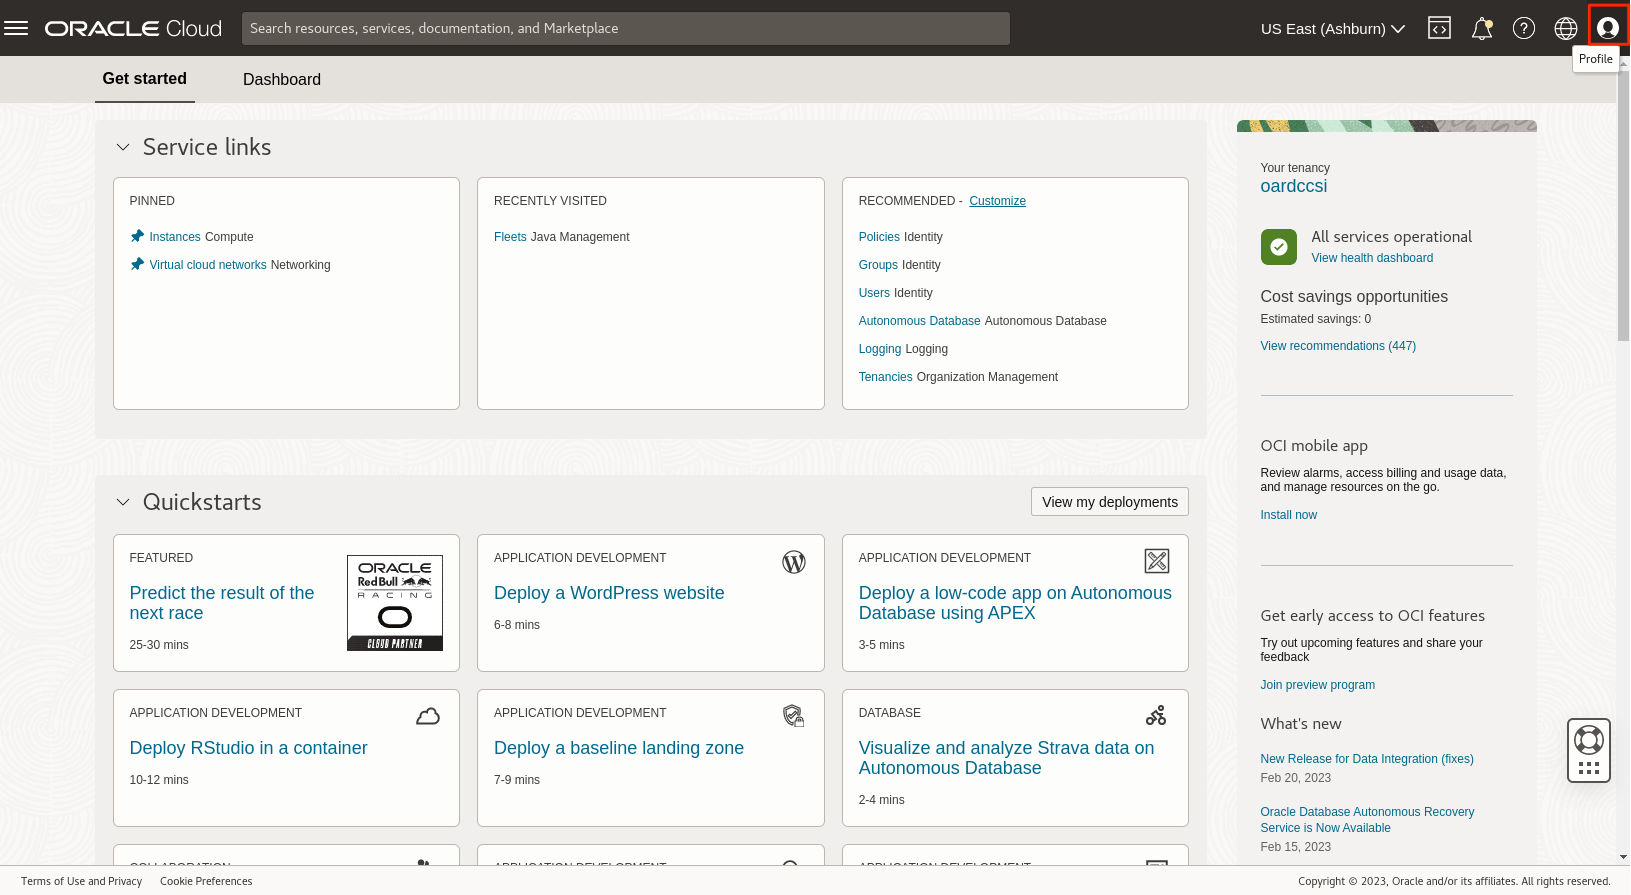 ORACLE Cloud
Search resources, services, documentation, and Marketplace
US East (Ashburn)
Profile
Get started
Dashboard
Service links
PINNED
Instances Compute
Virtual cloud networks Networking
RECENTLY VISITED
Fleets Java Management
RECOMMENDED - Customize
Policies Identity
Groups Identity
Users Identity
Autonomous Database Autonomous Database
Logging Logging
Tenancies Organization Management
Your tenancy
oardccsi
All services operational
View health dashboard
Cost savings opportunities
Estimated savings: 0
View recommendations (447)
OCI mobile app
Review alarms, access billing and usage data,
and manage resources on the go.
Install now
Get early access to OCI features
Try out upcoming features and share your
feedback
Join preview program
What's new
New Release for Data Integration (fixes)
Feb 20, 2023
Oracle Database Autonomous Recovery
Service is Now Available
Feb 15, 2023
Quickstarts
View my deployments
FEATURED
Predict the result of the
next race
25-30 mins
ORACLE
Red Bull
RACING
CLOUD PARTNER
APPLICATION DEVELOPMENT
Deploy a WordPress website
6-8 mins
APPLICATION DEVELOPMENT
Deploy a low-code app on Autonomous
Database using APEX
3-5 mins
APPLICATION DEVELOPMENT
Deploy RStudio in a container
10-12 mins
APPLICATION DEVELOPMENT
Deploy a baseline landing zone
7-9 mins
DATABASE
Visualize and analyze Strava data on
Autonomous Database
2-4 mins
COLLABORATION
APPLICATION DEVELOPMENT
APPLICATION DEVELOPMENT
Terms of Use and Privacy
Cookie Preferences
Copyright © 2023, Oracle and/or its affiliates. All rights reserved.